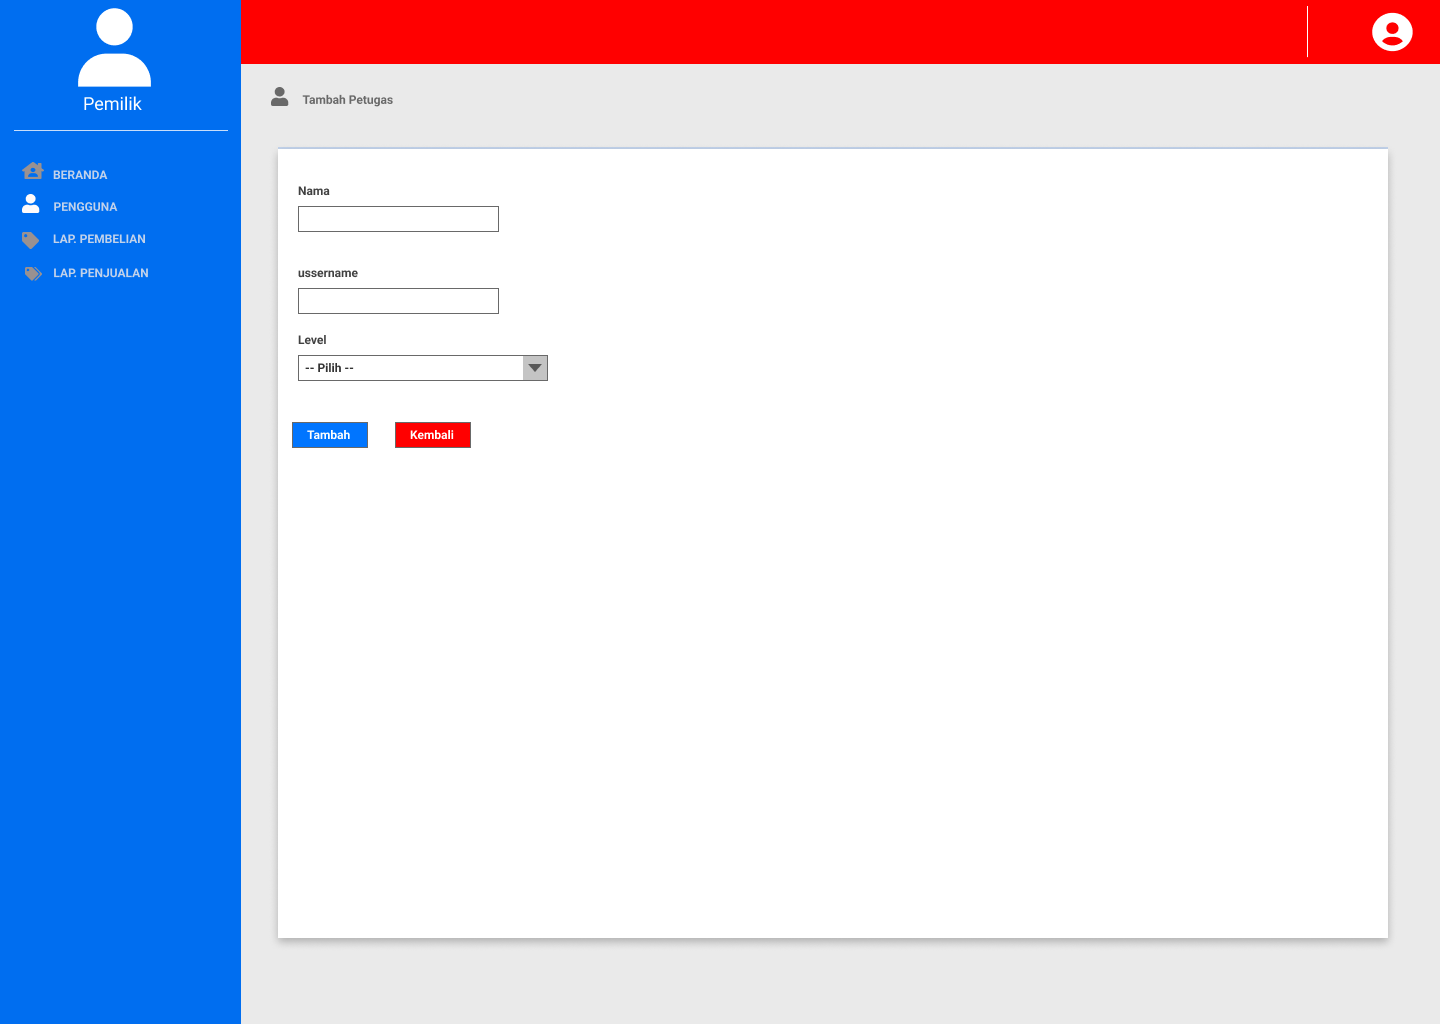 Pemilik
BERANDA
PENGGUNA
LAP. PEMBELIAN
LAP. PENJUALAN
Tambah Petugas
Nama
ussername
Level
-- Pilih --
Tambah
Kembali